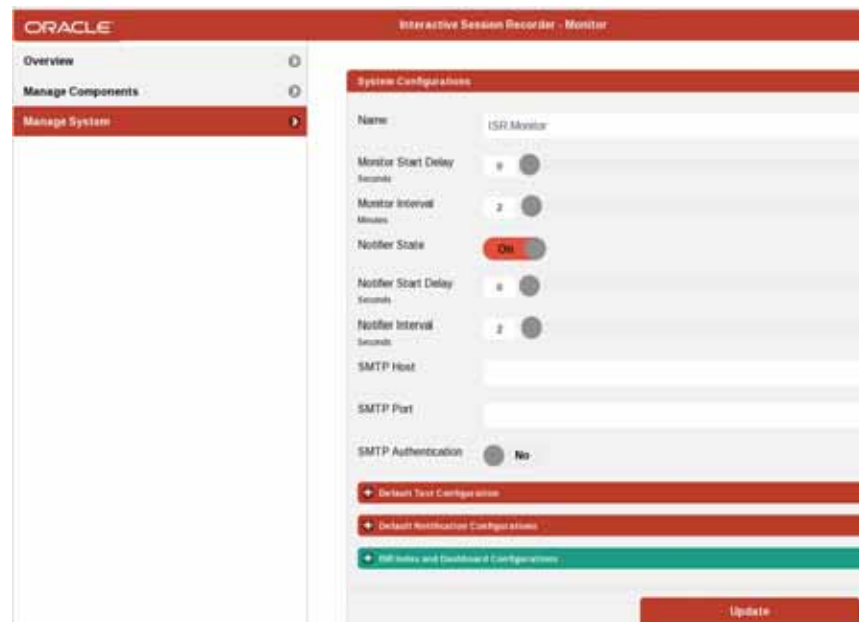 ORACLE
Interactive Session Recorder - Monitor
Overview
Manage Components
Manage System
System Configurations
Name
ISR Monitor
Monitor Start Delay
0
Seconds
Monitor Interval
2
Minutes
Notifier State
On
Notifier Start Delay
0
Seconds
Notifier Interval
2
Seconds
SMTP Host
SMTP Port
SMTP Authentication
No
Default Test Configuration
Default Notification Configurations
ISR Index and Dashboard Configurations
Update